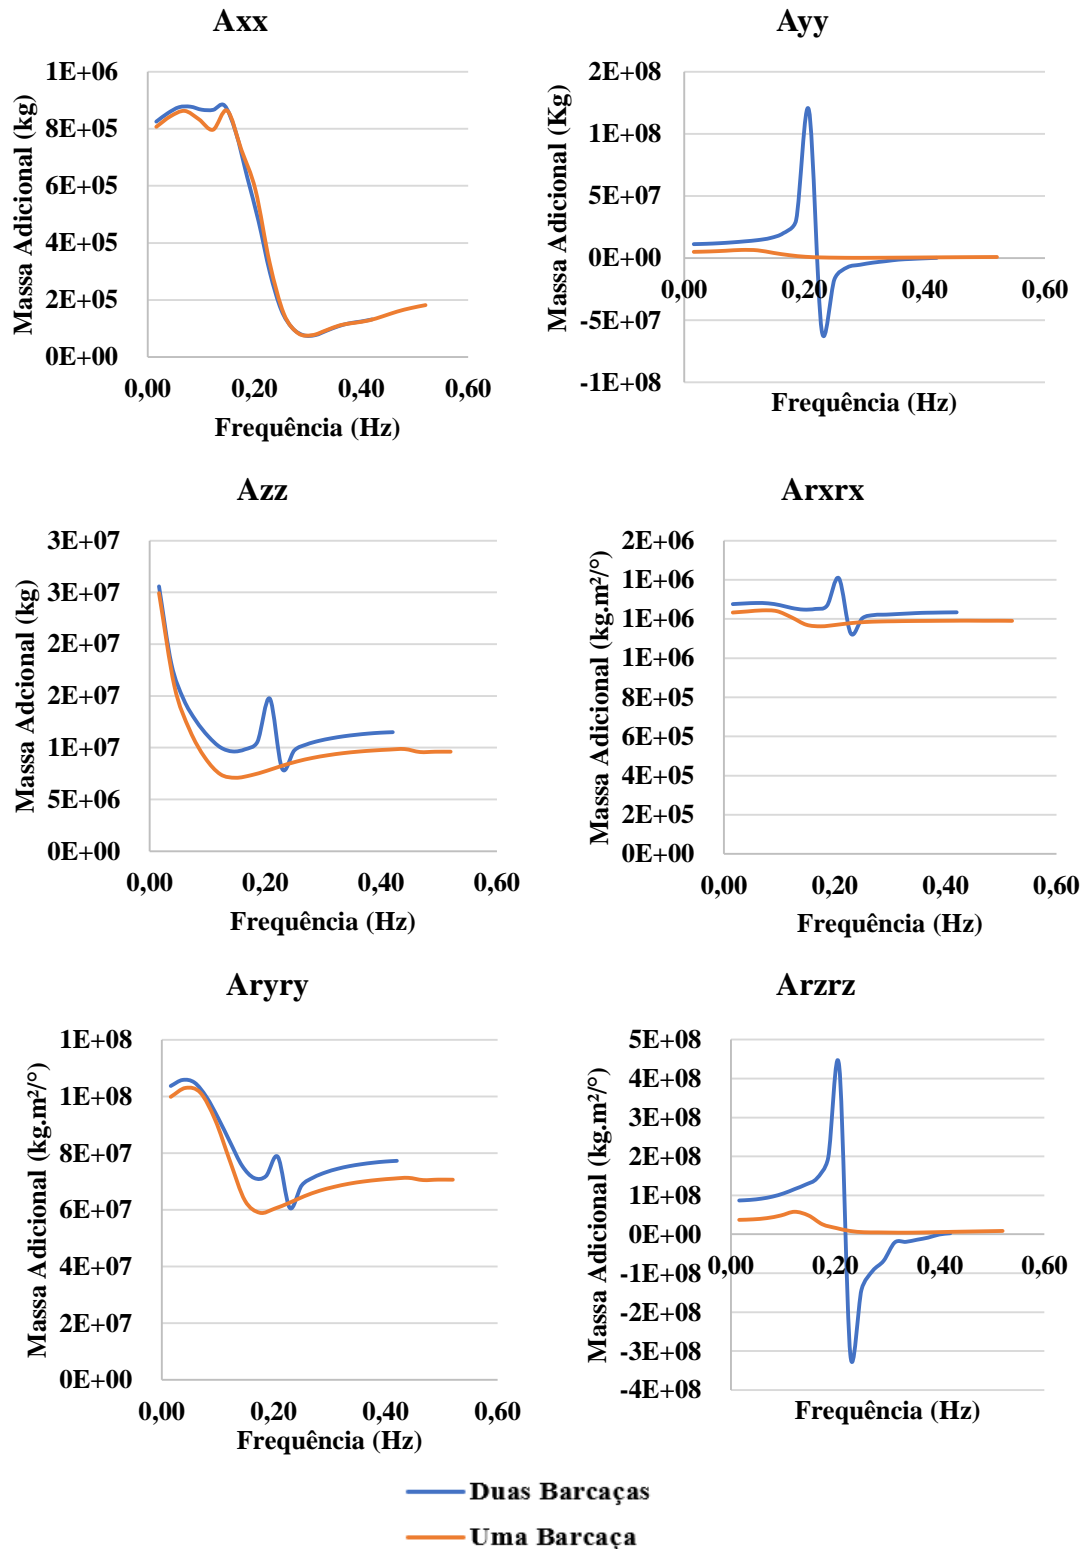 Axx
Massa Adicional (kg)
1E+06
8E+05
6E+05
4E+05
2E+05
0E+00
0,00 0,20 0,40 0,60
Frequência (Hz)
Ayy
Massa Adicional (Kg)
2E+08
1E+08
5E+07
0E+00
-5E+07
-1E+08
0,00 0,20 0,40 0,60
Frequência (Hz)
Azz
Massa Adcional (kg)
3E+07
3E+07
2E+07
2E+07
1E+07
5E+06
0E+00
0,00 0,20 0,40 0,60
Frequência (Hz)
Arxrx
Massa Adicional (kg.m²/°)
2E+06
1E+06
1E+06
1E+06
8E+05
6E+05
4E+05
2E+05
0E+00
0,00 0,20 0,40 0,60
Frequência (Hz)
Aryry
Massa Adicional (kg.m²/°)
1E+08
1E+08
8E+07
6E+07
4E+07
2E+07
0E+00
0,00 0,20 0,40 0,60
Frequência (Hz)
Arzrz
Massa Adicional (kg.m²/°)
5E+08
4E+08
3E+08
2E+08
1E+08
0E+00
-1E+08
-2E+08
-3E+08
-4E+08
0,00 0,20 0,40 0,60
Frequência (Hz)
Duas Barcaças
Uma Barcaça